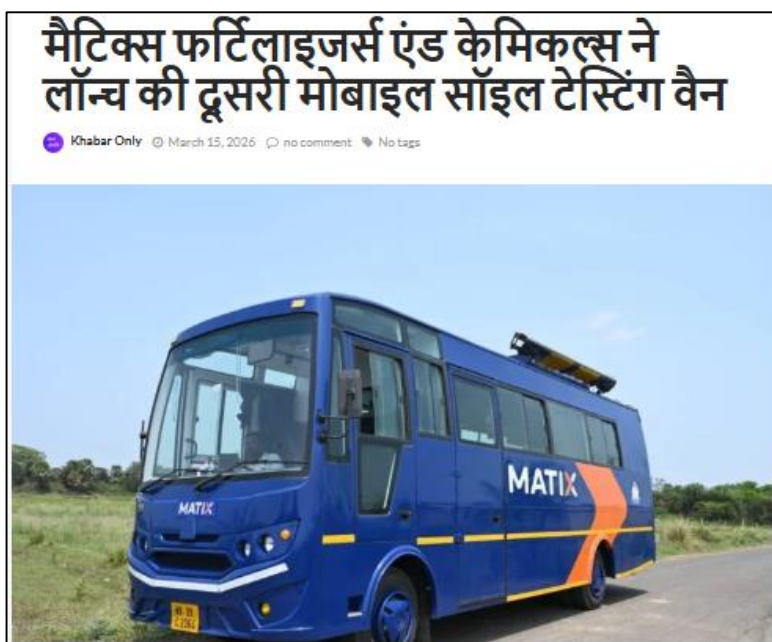 मैटिक्स फर्टिलाइजर्स एंड केमिकल्स ने
लॉन्च की दूसरी मोबाइल सॉइल टेस्टिंग वैन
Khabar Only March 15, 2026 no comment No tags
MATIX
MATIX